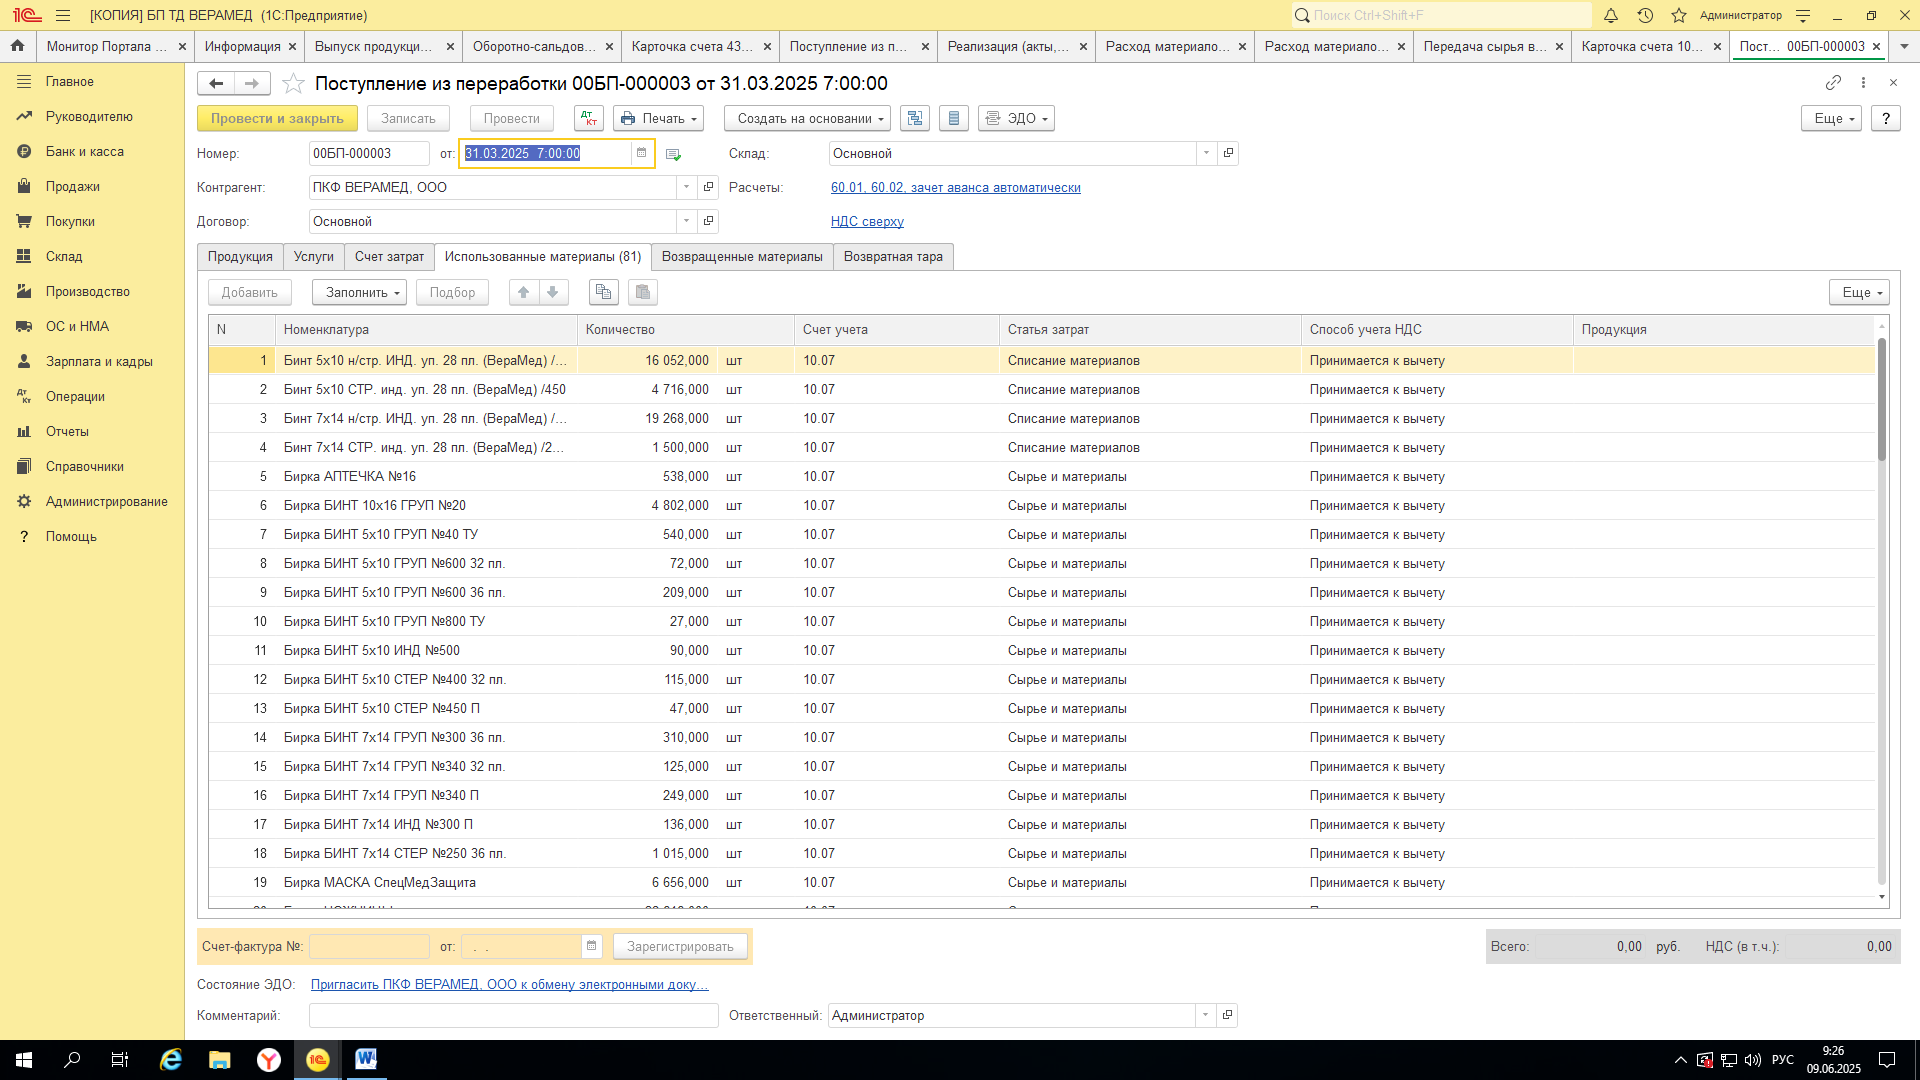 [КОПИЯ] БП ТД ВЕРАМЕД (1С:Предприятие)
Поиск Ctrl+Shift+F
Администратор
Монитор Портала ...
Информация
Выпуск продукци...
Оборотно-сальдов...
Карточка счета 43...
Поступление из п...
Реализация (акты,...
Расход материало...
Расход материало...
Передача сырья в...
Карточка счета 10...
Пост... 00БП-000003
Главное
Руководителю
Банк и касса
Продажи
Покупки
Склад
Производство
ОС и НМА
Зарплата и кадры
Операции
Отчеты
Справочники
Администрирование
? Помощь
Поступление из переработки 00БП-000003 от 31.03.2025 7:00:00
Провести и закрыть
Записать
Провести
Дт Кт
Печать
Создать на основании
ЭДО
Еще
?
Номер: 00БП-000003 от: 31.03.2025 7:00:00
Склад: Основной
Контрагент: ПКФ ВЕРАМЕД, ООО
Расчеты: 60.01, 60.02, зачет аванса автоматически
Договор: Основной
НДС сверху
Продукция
Услуги
Счет затрат
Использованные материалы (81)
Возвращенные материалы
Возвратная тара
Добавить
Заполнить
Подбор
Еще
N Номенклатура Количество Счет учета Статья затрат Способ учета НДС Продукция
1 Бинт 5х10 н/стр. ИНД. уп. 28 пл. (ВераМед) /... 16 052,000 шт 10.07 Списание материалов Принимается к вычету
2 Бинт 5х10 СТР. инд. уп. 28 пл. (ВераМед) /450 4 716,000 шт 10.07 Списание материалов Принимается к вычету
3 Бинт 7х14 н/стр. ИНД. уп. 28 пл. (ВераМед) /... 19 268,000 шт 10.07 Списание материалов Принимается к вычету
4 Бинт 7х14 СТР. инд. уп. 28 пл. (ВераМед) /2... 1 500,000 шт 10.07 Списание материалов Принимается к вычету
5 Бирка АПТЕЧКА №16 538,000 шт 10.07 Сырье и материалы Принимается к вычету
6 Бирка БИНТ 10х16 ГРУП №20 4 802,000 шт 10.07 Сырье и материалы Принимается к вычету
7 Бирка БИНТ 5х10 ГРУП №40 ТУ 540,000 шт 10.07 Сырье и материалы Принимается к вычету
8 Бирка БИНТ 5х10 ГРУП №600 32 пл. 72,000 шт 10.07 Сырье и материалы Принимается к вычету
9 Бирка БИНТ 5х10 ГРУП №600 36 пл. 209,000 шт 10.07 Сырье и материалы Принимается к вычету
10 Бирка БИНТ 5х10 ГРУП №800 ТУ 27,000 шт 10.07 Сырье и материалы Принимается к вычету
11 Бирка БИНТ 5х10 ИНД №500 90,000 шт 10.07 Сырье и материалы Принимается к вычету
12 Бирка БИНТ 5х10 СТЕР №400 32 пл. 115,000 шт 10.07 Сырье и материалы Принимается к вычету
13 Бирка БИНТ 5х10 СТЕР №450 П 47,000 шт 10.07 Сырье и материалы Принимается к вычету
14 Бирка БИНТ 7х14 ГРУП №300 36 пл. 310,000 шт 10.07 Сырье и материалы Принимается к вычету
15 Бирка БИНТ 7х14 ГРУП №340 32 пл. 125,000 шт 10.07 Сырье и материалы Принимается к вычету
16 Бирка БИНТ 7х14 ГРУП №340 П 249,000 шт 10.07 Сырье и материалы Принимается к вычету
17 Бирка БИНТ 7х14 ИНД №300 П 136,000 шт 10.07 Сырье и материалы Принимается к вычету
18 Бирка БИНТ 7х14 СТЕР №250 36 пл. 1 015,000 шт 10.07 Сырье и материалы Принимается к вычету
19 Бирка МАСКА СпецМедЗащита 6 656,000 шт 10.07 Сырье и материалы Принимается к вычету
Счет-фактура №: от: . .
Зарегистрировать
Всего: 0,00 руб. НДС (в т.ч.): 0,00
Состояние ЭДО: Пригласить ПКФ ВЕРАМЕД, ООО к обмену электронными доку...
Комментарий:
Ответственный: Администратор
РУС
9:26
09.06.2025